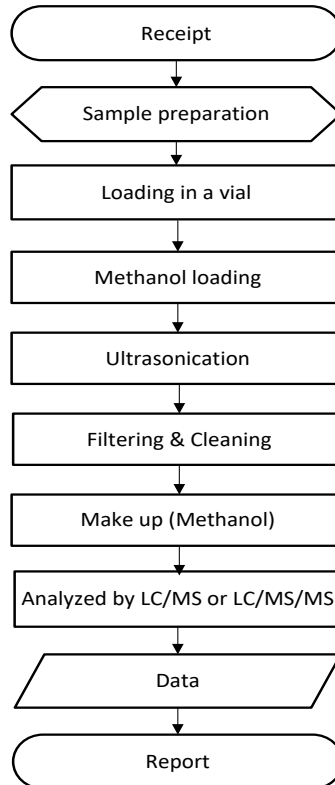 Receipt
Sample preparation
Loading in a vial
Methanol loading
Ultrasonication
Filtering & Cleaning
Make up (Methanol)
Analyzed by LC/MS or LC/MS/MS
Data
Report